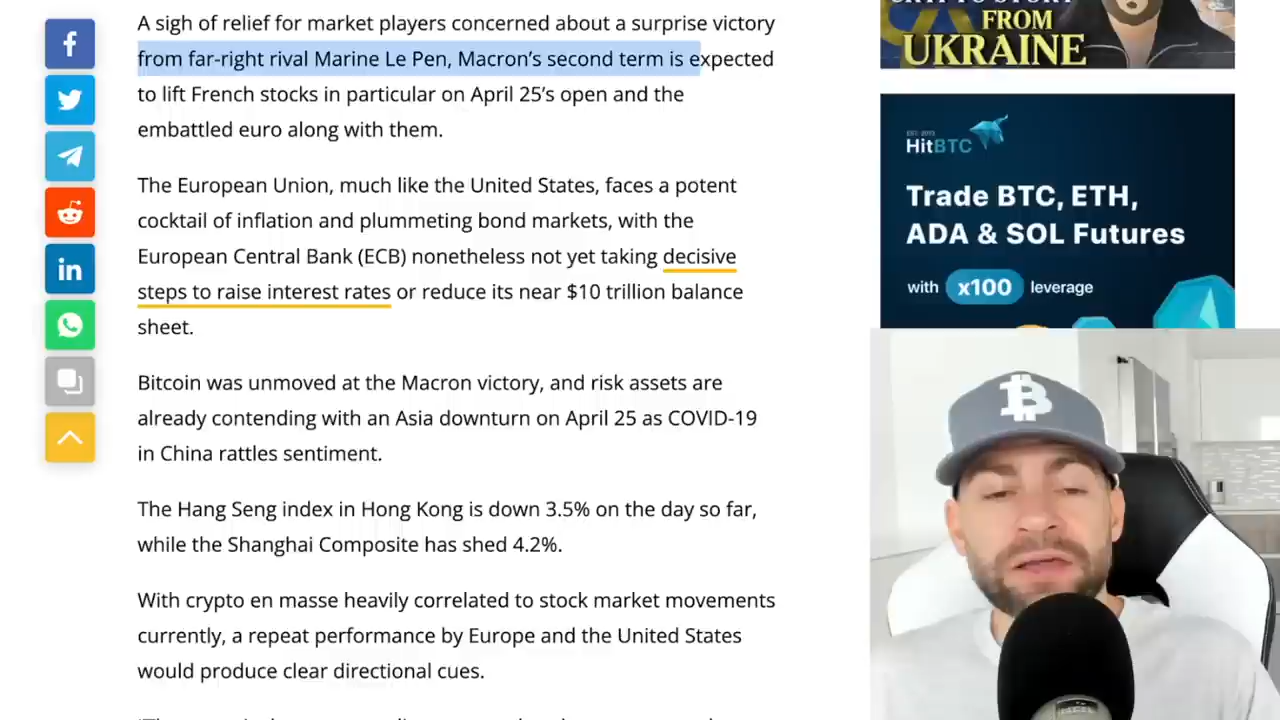 A sigh of relief for market players concerned about a surprise victory
from far-right rival Marine Le Pen, Macron’s second term is expected
to lift French stocks in particular on April 25’s open and the
embattled euro along with them.
The European Union, much like the United States, faces a potent
cocktail of inflation and plummeting bond markets, with the
European Central Bank (ECB) nonetheless not yet taking decisive
steps to raise interest rates or reduce its near $10 trillion balance
sheet.
Bitcoin was unmoved at the Macron victory, and risk assets are
already contending with an Asia downturn on April 25 as COVID-19
in China rattles sentiment.
The Hang Seng index in Hong Kong is down 3.5% on the day so far,
while the Shanghai Composite has shed 4.2%.
With crypto en masse heavily correlated to stock market movements
currently, a repeat performance by Europe and the United States
would produce clear directional cues.
FROM
UKRAINE
EST. 2013
HitBTC
Trade BTC, ETH,
ADA & SOL Futures
with x100 leverage